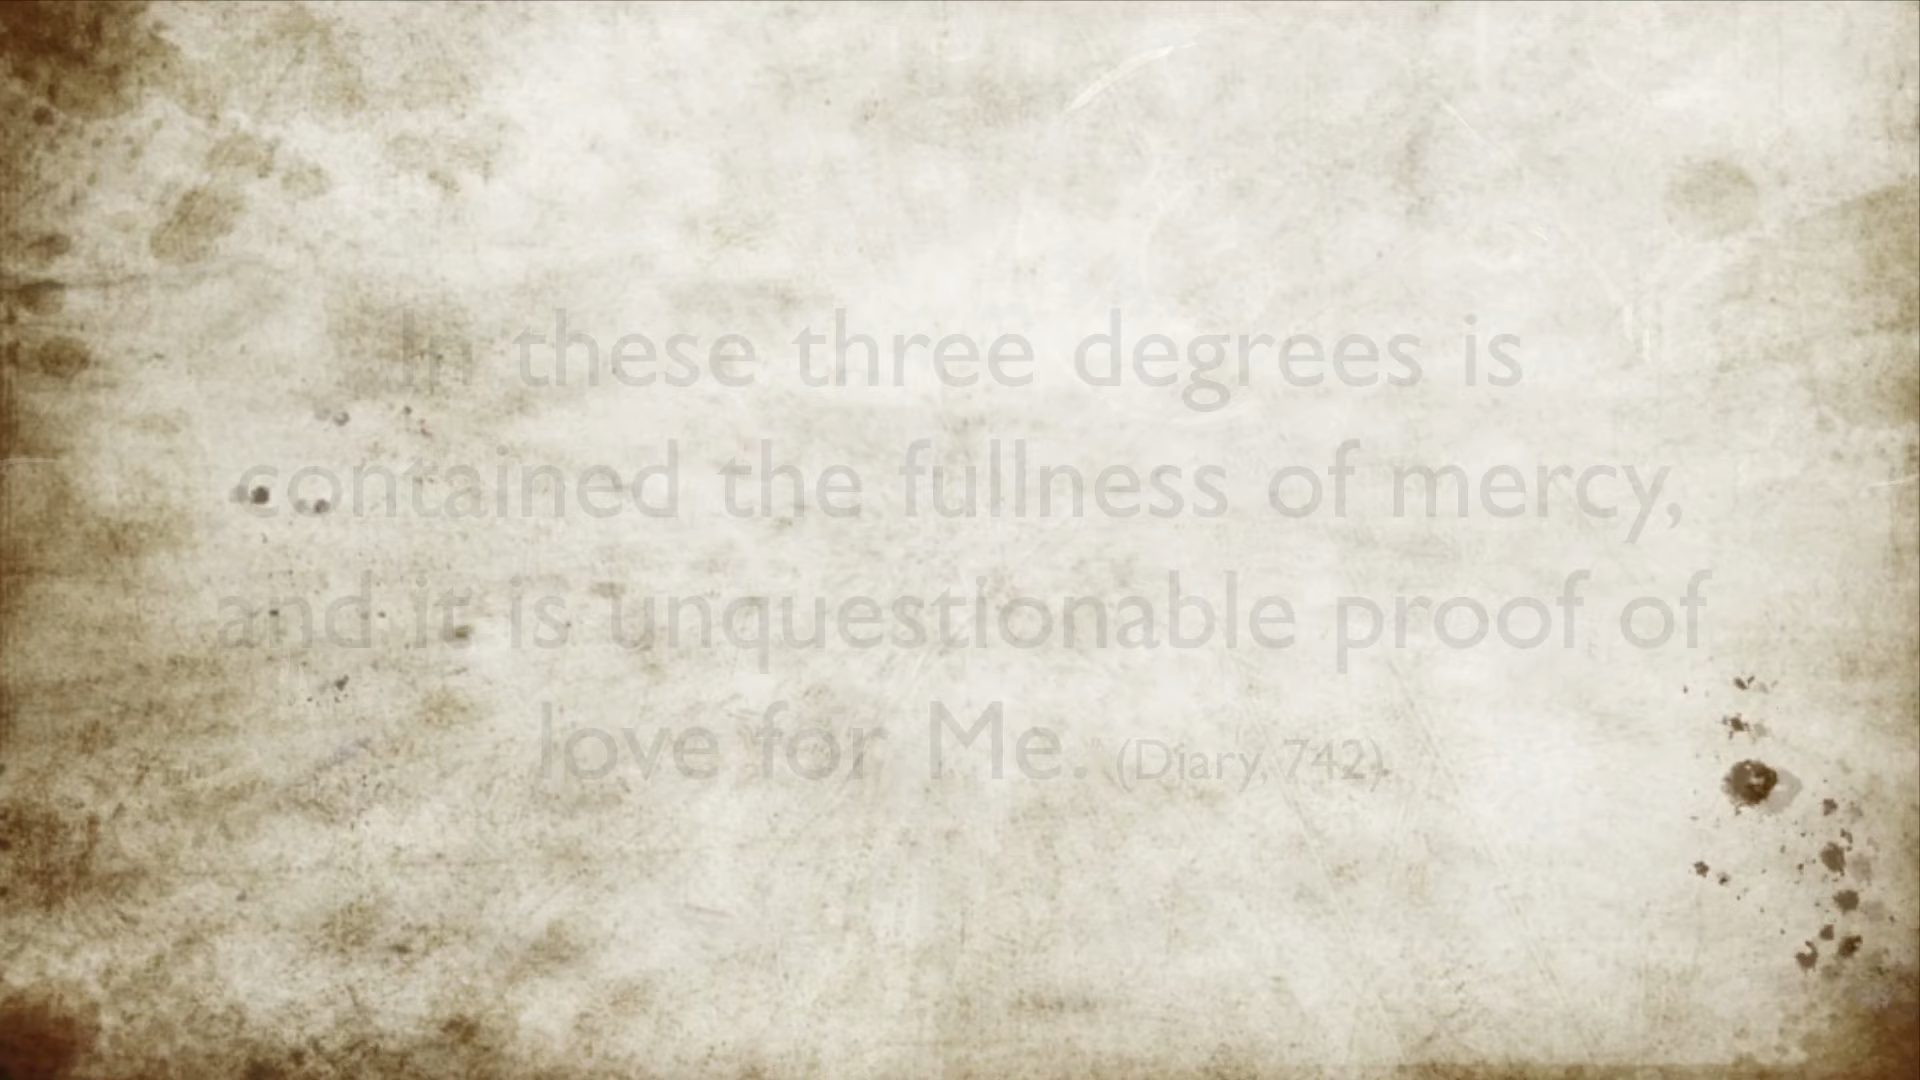 In these three degrees is
contained the fullness of mercy,
and it is unquestionable proof of
love for Me. (Diary, 742).